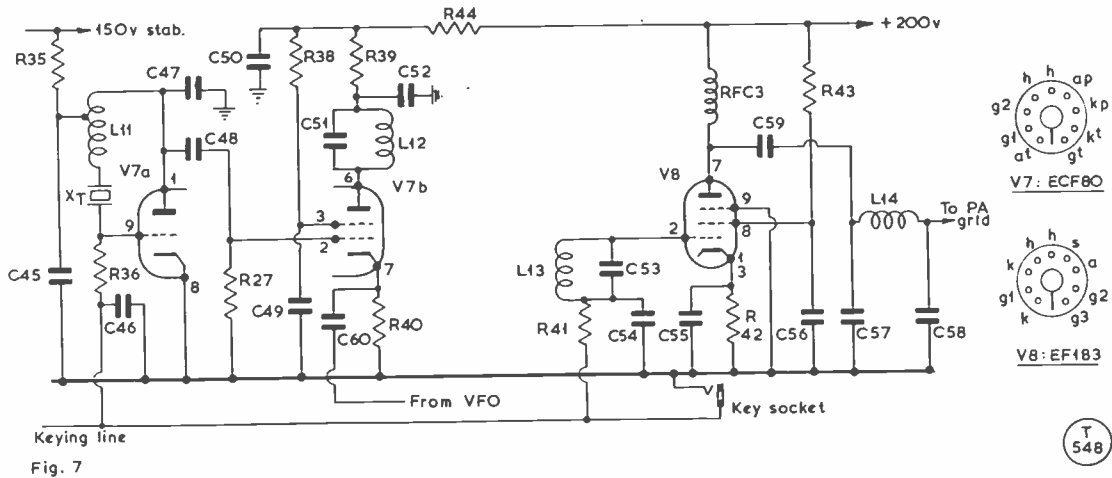 R44
150v stab.
+200v
R35
C50
R38
R39
C47
C52
RFC3
R43
h h
g2 ap
g1 kp
at kt
gt
V7: ECF80
L11
C48
C51
L12
C59
V7a
V7b
V8
XT
1
6
7
9
3
2
2
9
8
L14
To PA
grid
8
7
1
3
C45
R36
R27
L13
C53
C46
C49
C60
R40
R41
C54
C55
R
42
C56
C57
C58
h h
k s
g1 a
k g2
g3
V8: EF183
From VFO
Key socket
Keying line
Fig. 7
T
548